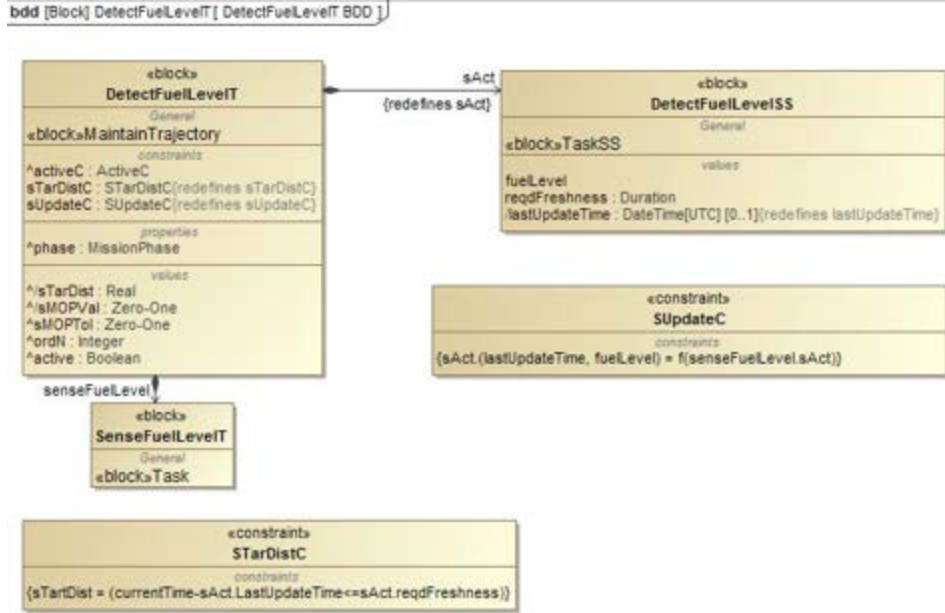 bdd [Block] DetectFuelLevelT [ DetectFuelLevelT BDD ]
«block»
DetectFuelLevelT
General
«block»MaintainTrajectory
constraints
^activeC : ActiveC
sTarDistC : STarDistC{redefines sTarDistC}
sUpdateC : SUpdateC{redefines sUpdateC}
properties
^phase : MissionPhase
values
^/sTarDist : Real
^/sMOPVal : Zero-One
^sMOPTol : Zero-One
^ordN : Integer
^active : Boolean
sAct
{redefines sAct}
«block»
DetectFuelLevelSS
General
«block»TaskSS
values
fuelLevel
reqdFreshness : Duration
/lastUpdateTime : DateTime[UTC] [0..1]{redefines lastUpdateTime}
«constraint»
SUpdateC
constraints
{sAct.(lastUpdateTime, fuelLevel) = f(senseFuelLevel.sAct)}
senseFuelLevel
«block»
SenseFuelLevelT
General
«block»Task
«constraint»
STarDistC
constraints
{sTartDist = (currentTime-sAct.LastUpdateTime<=sAct.reqdFreshness)}